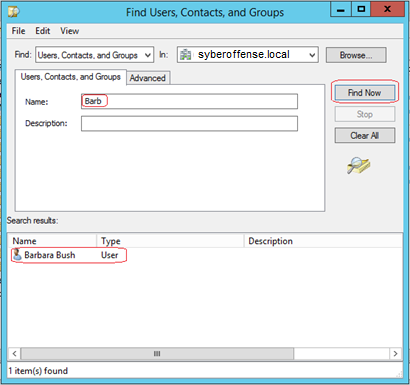 Find Users, Contacts, and Groups
File Edit View
Find: Users, Contacts, and Groups In: syberoffense.local Browse...
Users, Contacts, and Groups Advanced
Name: Barb
Description:
Find Now
Stop
Clear All
Search results:
Name Type Description
Barbara Bush User
1 item(s) found